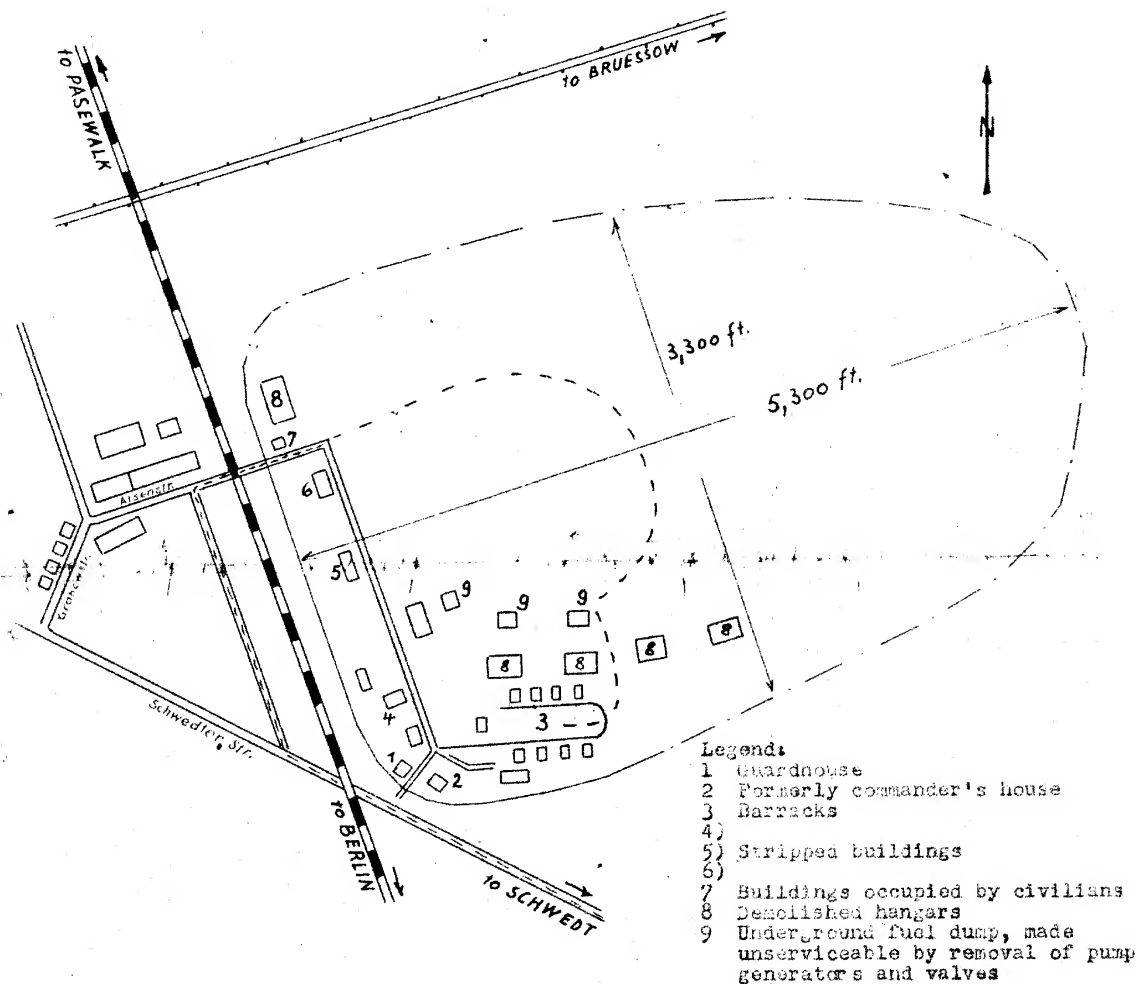 to PASEWALK
to BRUESSOW
N
3,300 ft.
5,300 ft.
8
7
6
Alsenstr.
5
9
9
9
8
8
8
8
Schwedter Str.
4
3
1
2
to BERLIN
to SCHWEDT
Legend:
1 Guardhouse
2 Formerly commander's house
3 Barracks
4)
5) Stripped buildings
6)
7 Buildings occupied by civilians
8 Demolished hangars
9 Underground fuel dump, made
unserviceable by removal of pump
generators and valves